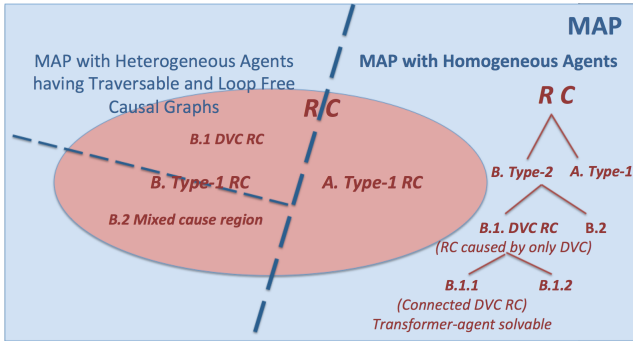 MAP
MAP with Heterogeneous Agents
having Traversable and Loop Free
Causal Graphs
MAP with Homogeneous Agents
RC
B.1 DVC RC
B. Type-1 RC
A. Type-1 RC
B.2 Mixed cause region
RC
B. Type-2
A. Type-1
B.1. DVC RC
B.2
(RC caused by only DVC)
B.1.1
B.1.2
(Connected DVC RC)
Transformer-agent solvable